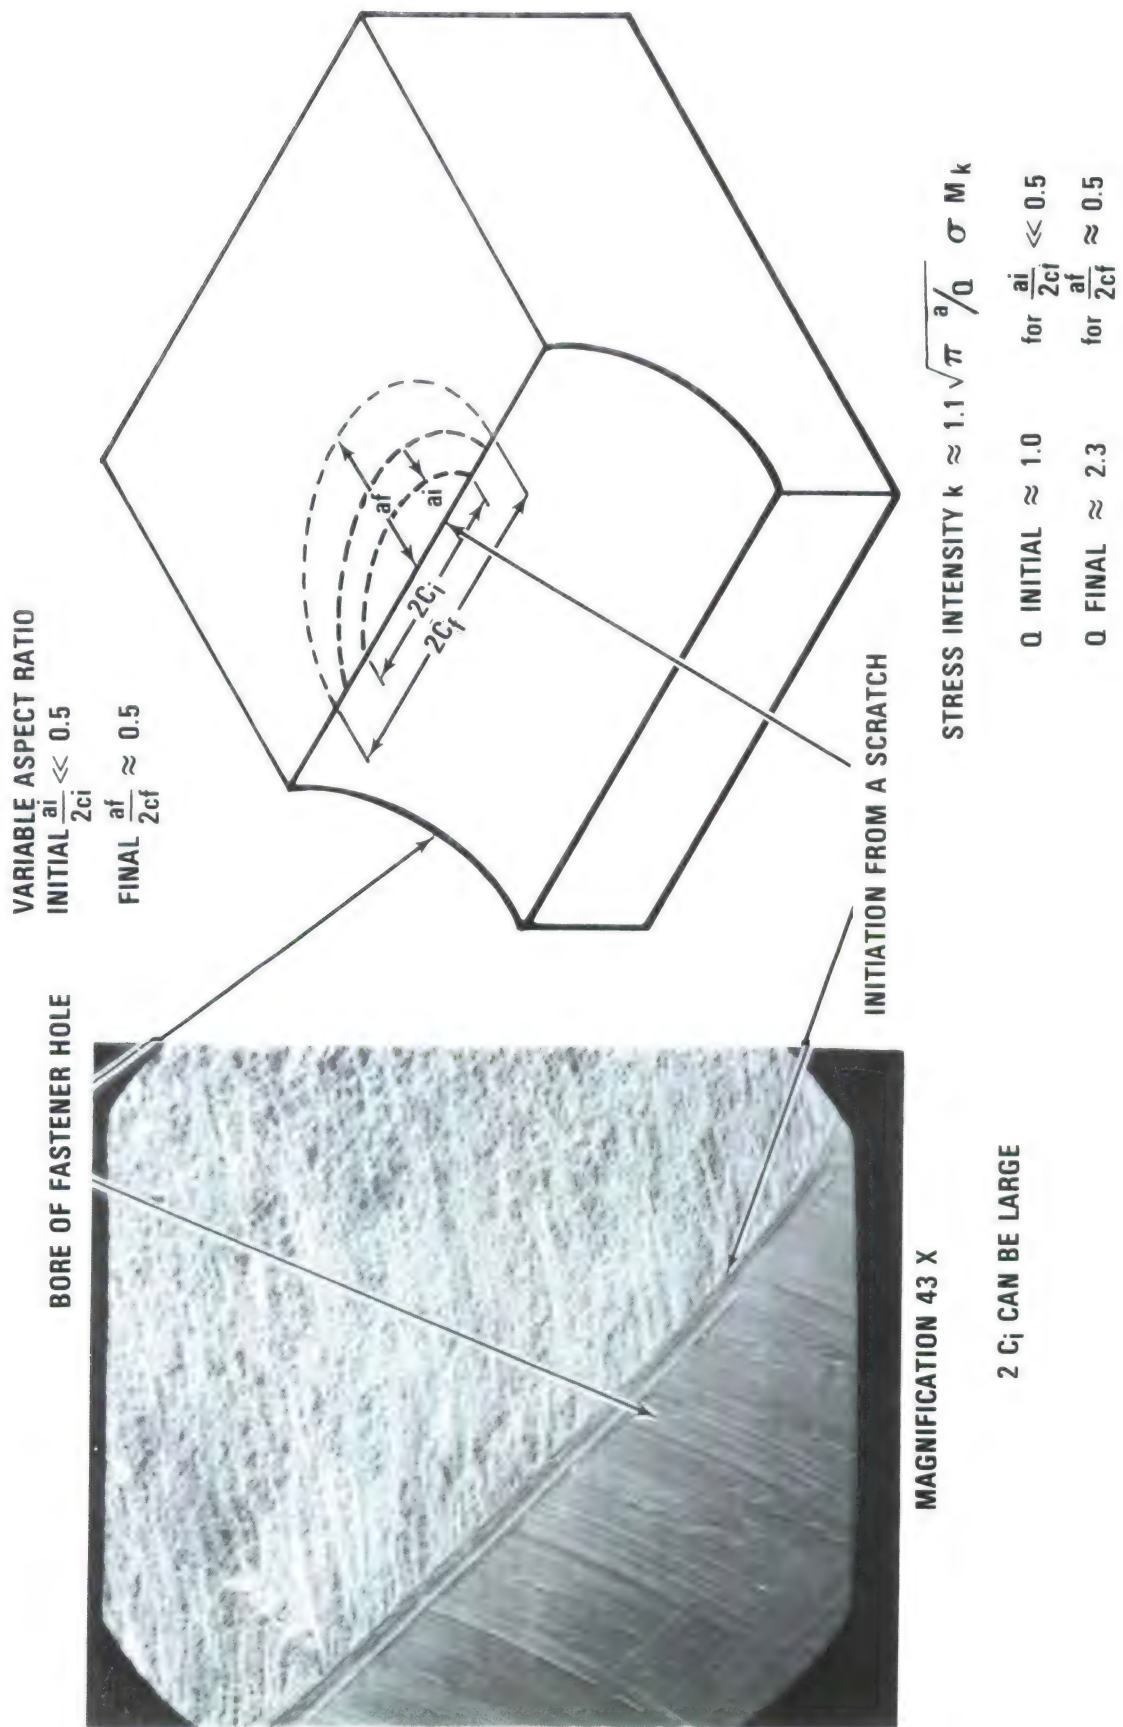 VARIABLE ASPECT RATIO
INITIAL ai/2ci ≪ 0.5
FINAL af/2cf ≈ 0.5
BORE OF FASTENER HOLE
af
ai
2Ci
2Cf
INITIATION FROM A SCRATCH
MAGNIFICATION 43 X
2 Ci CAN BE LARGE
STRESS INTENSITY k ≈ 1.1 √π a/Q σ Mk
Q INITIAL ≈ 1.0 for ai/2ci ≪ 0.5
Q FINAL ≈ 2.3 for af/2cf ≈ 0.5